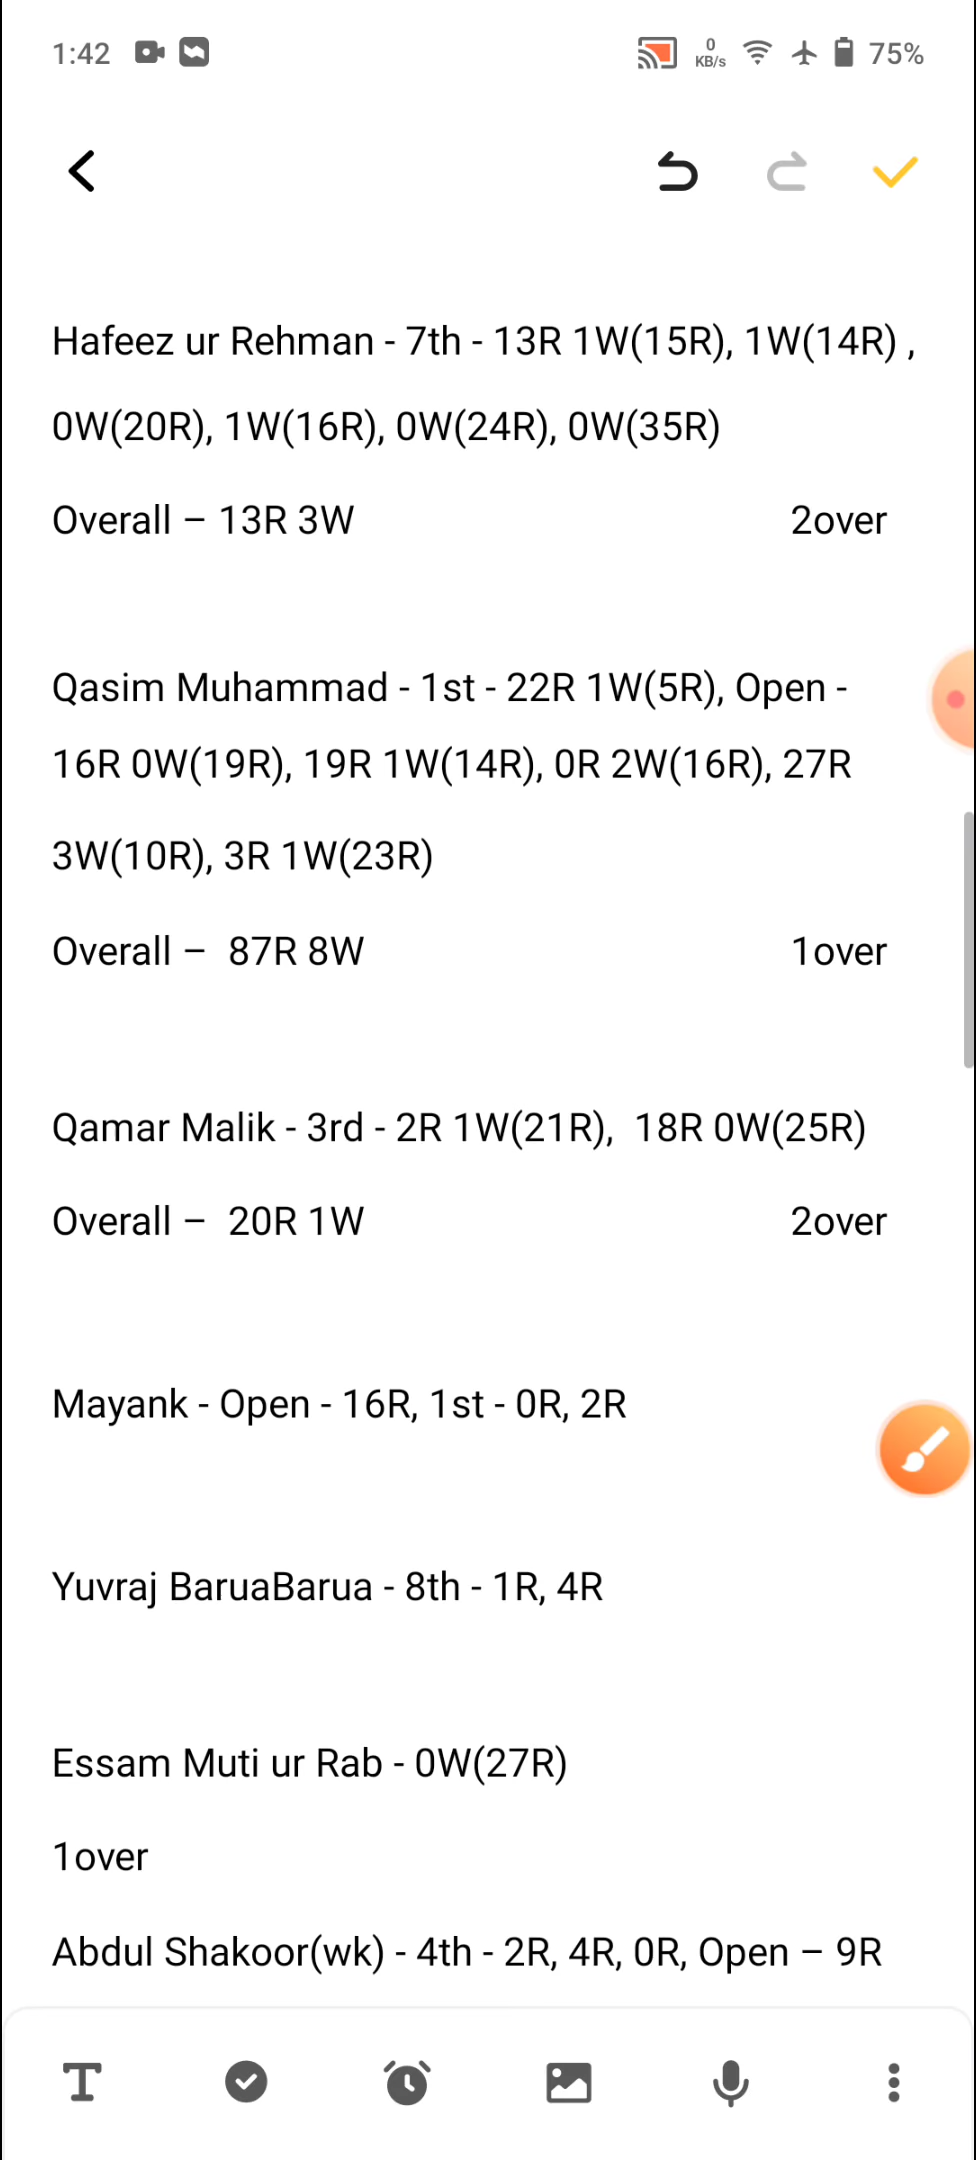 1:42
0
KB/s
75%
Hafeez ur Rehman - 7th - 13R 1W(15R), 1W(14R) ,
0W(20R), 1W(16R), 0W(24R), 0W(35R)
Overall – 13R 3W 2over
Qasim Muhammad - 1st - 22R 1W(5R), Open -
16R 0W(19R), 19R 1W(14R), 0R 2W(16R), 27R
3W(10R), 3R 1W(23R)
Overall – 87R 8W 1over
Qamar Malik - 3rd - 2R 1W(21R), 18R 0W(25R)
Overall – 20R 1W 2over
Mayank - Open - 16R, 1st - 0R, 2R
Yuvraj BaruaBarua - 8th - 1R, 4R
Essam Muti ur Rab - 0W(27R)
1over
Abdul Shakoor(wk) - 4th - 2R, 4R, 0R, Open – 9R
T